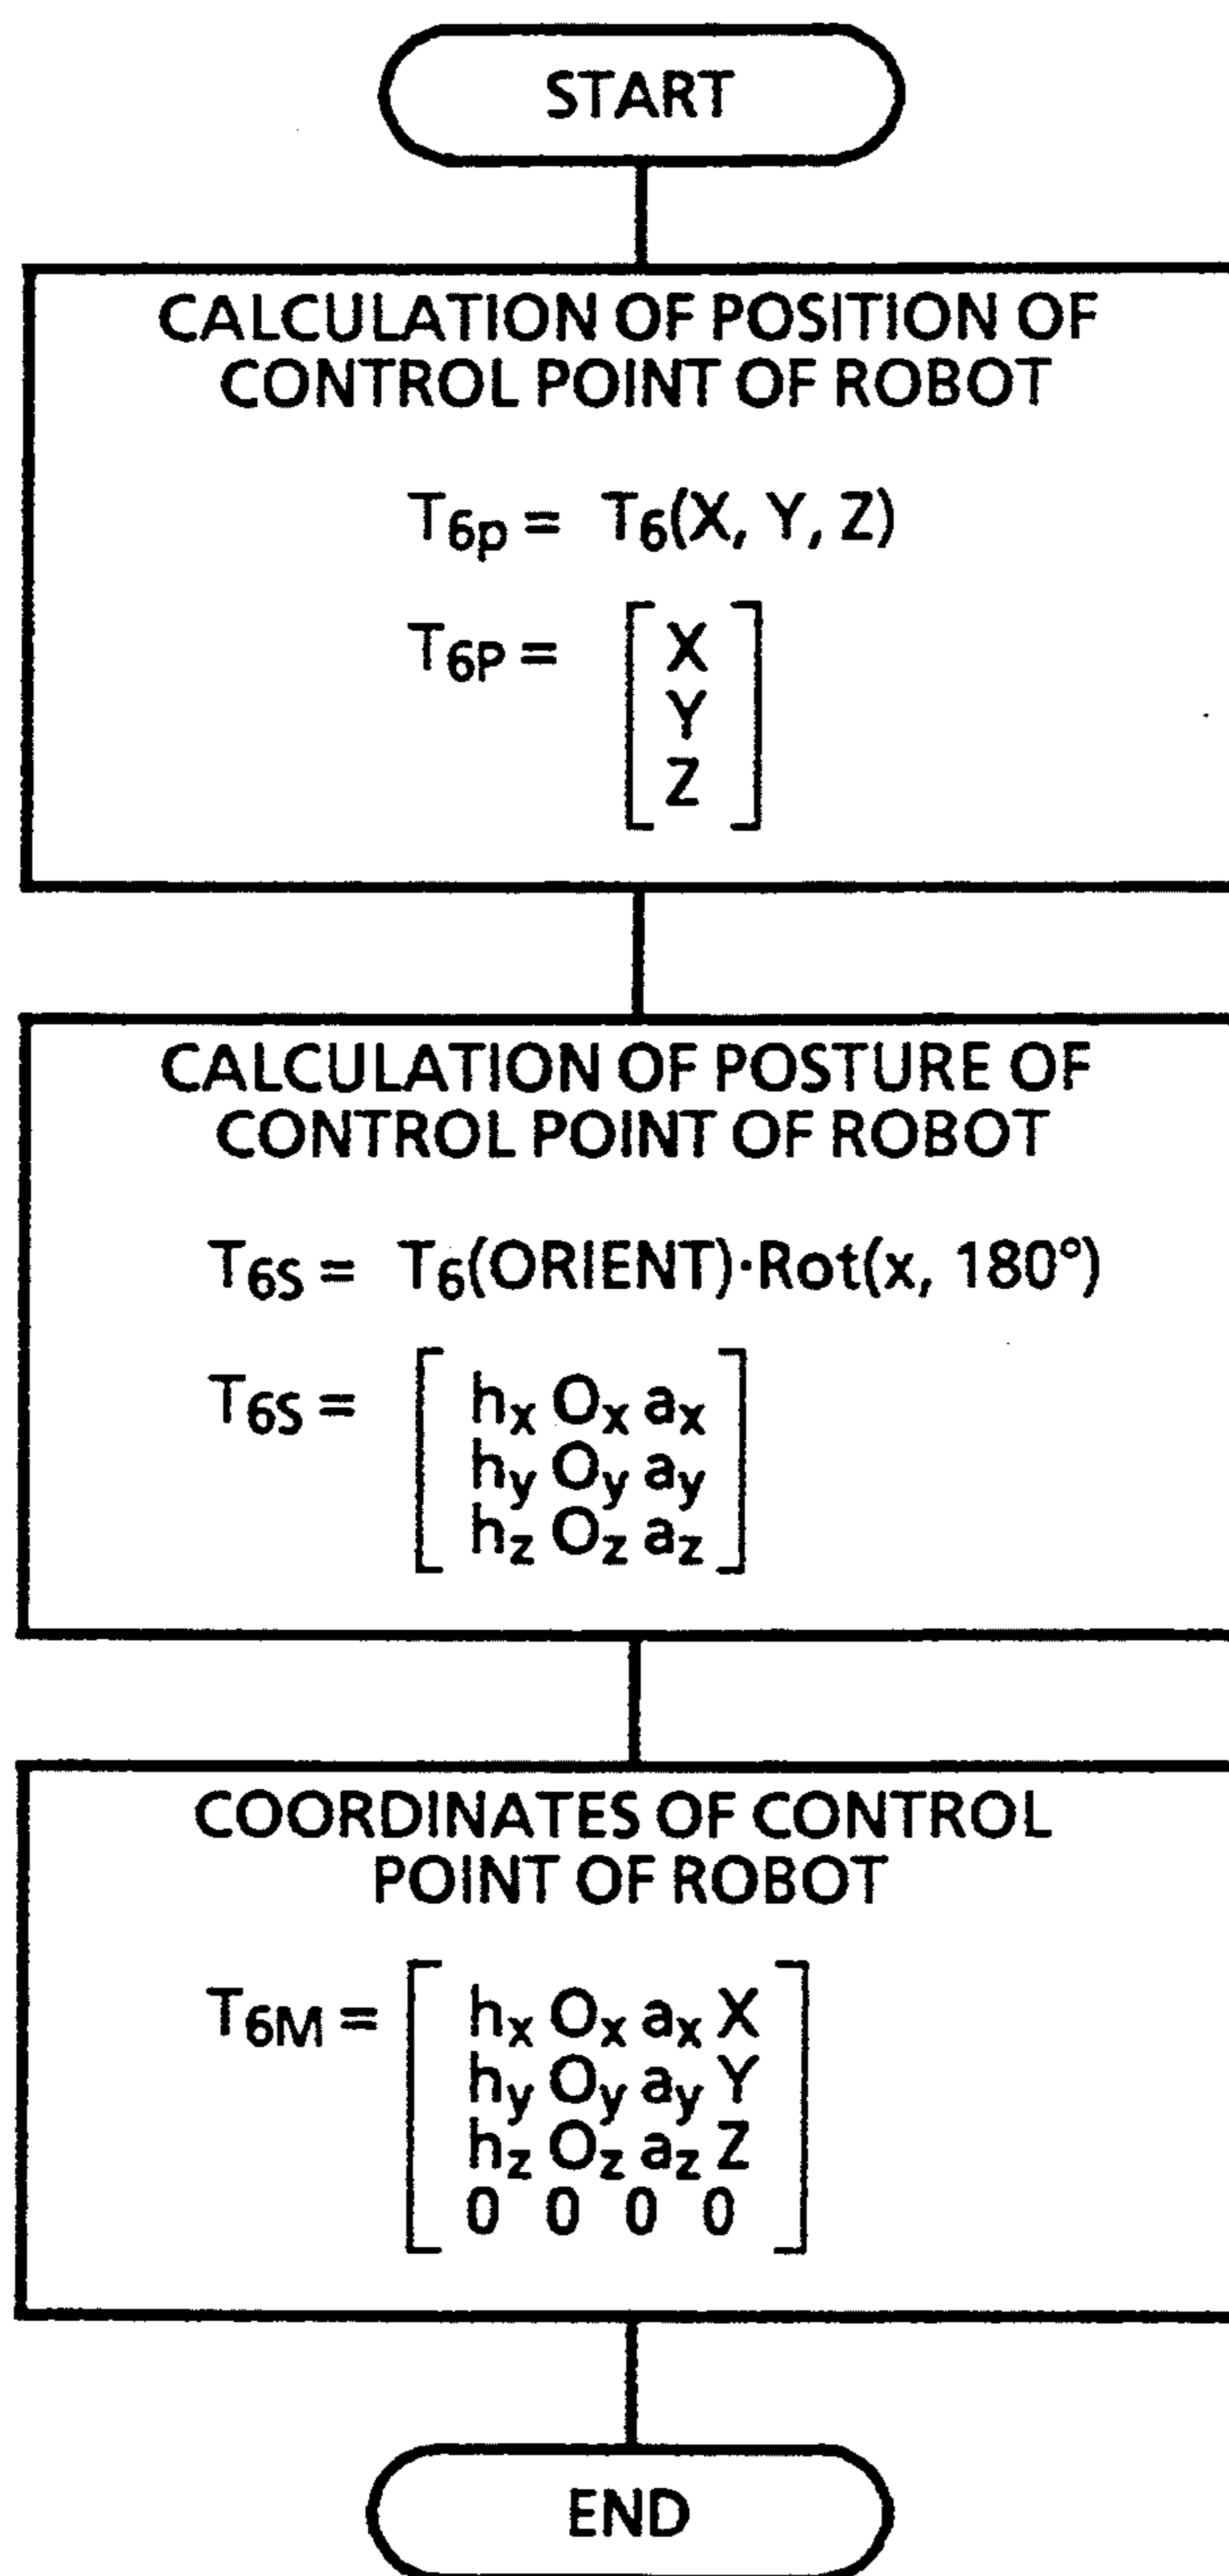 START
CALCULATION OF POSITION OF
CONTROL POINT OF ROBOT
T6p = T6(X, Y, Z)
T6P = [ X
Y
Z ]
CALCULATION OF POSTURE OF
CONTROL POINT OF ROBOT
T6S = T6(ORIENT)·Rot(x, 180°)
T6S = [ hx Ox ax
hy Oy ay
hz Oz az ]
COORDINATES OF CONTROL
POINT OF ROBOT
T6M = [ hx Ox ax X
hy Oy ay Y
hz Oz az Z
0 0 0 0 ]
END